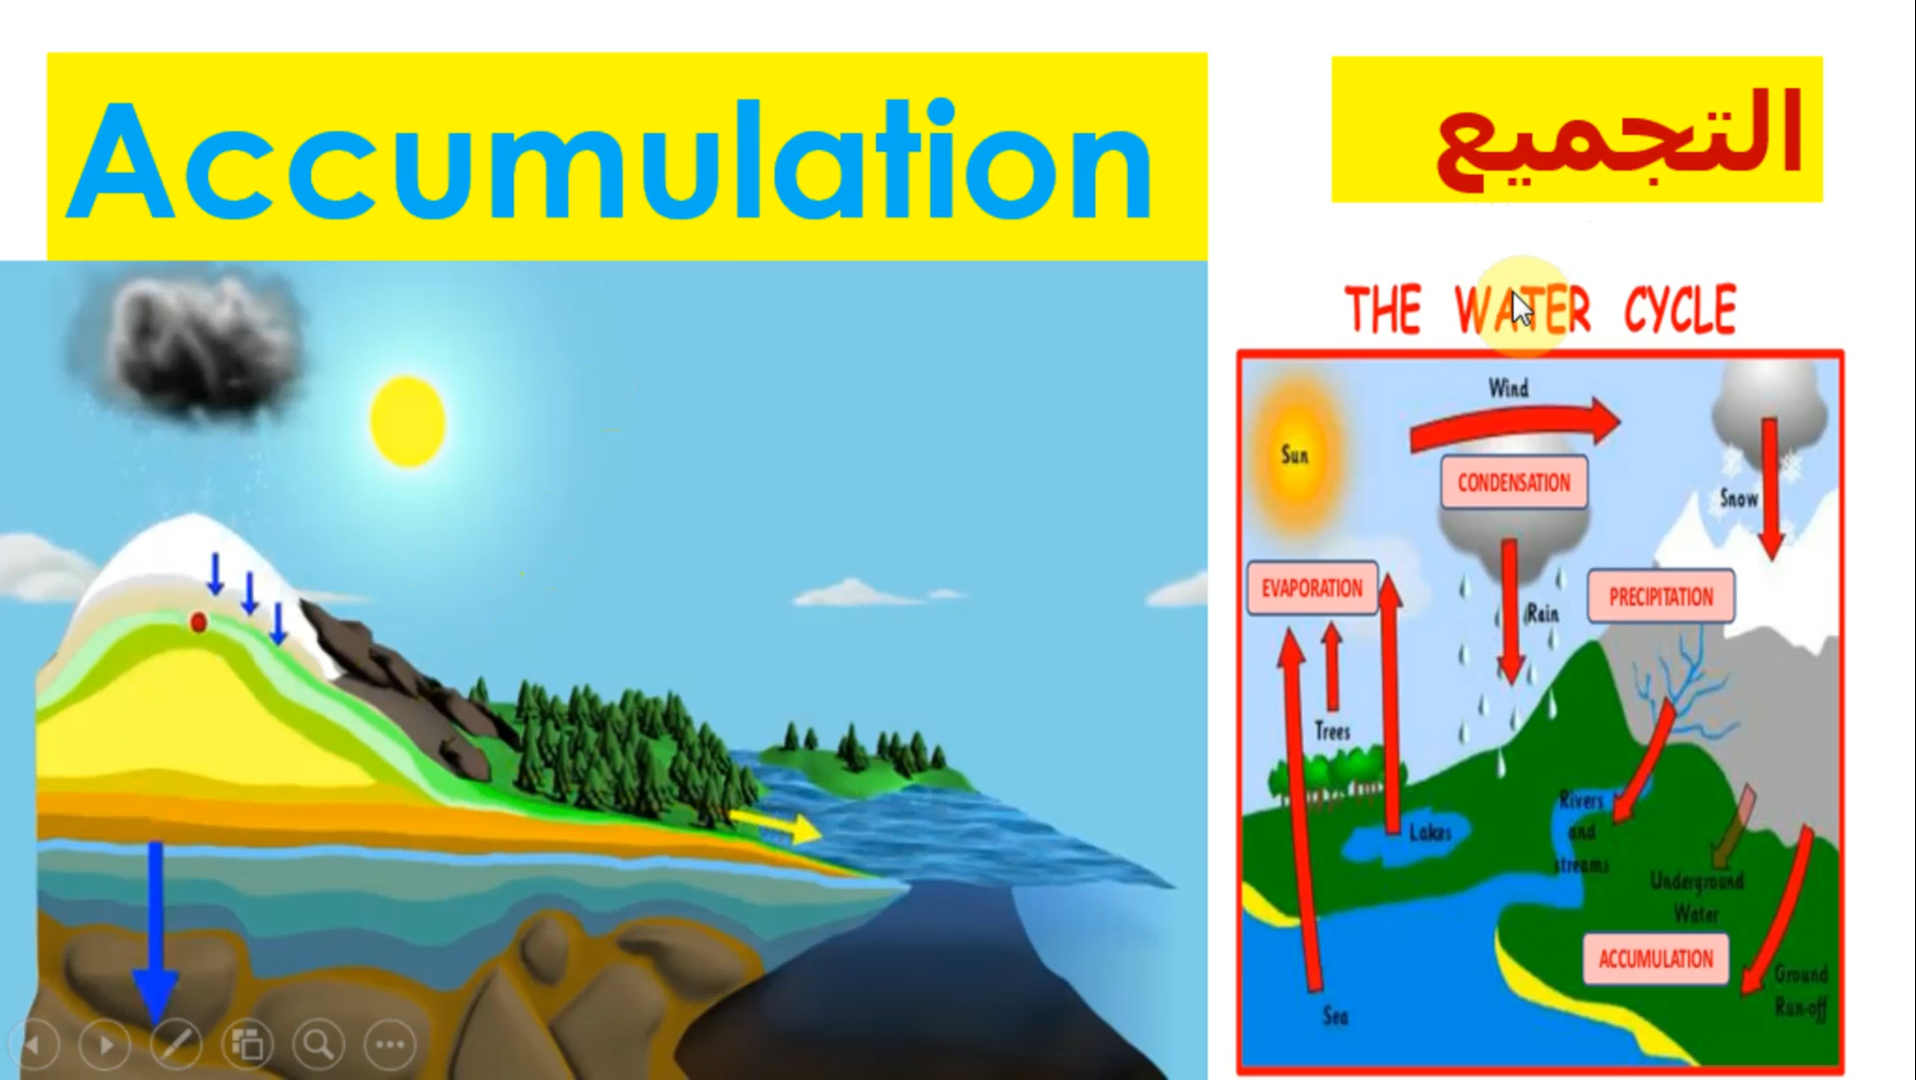 Accumulation
التجميع
THE WATER CYCLE
Wind
Sun
CONDENSATION
Snow
EVAPORATION
PRECIPITATION
Rain
Trees
Rivers
and
streams
Lakes
Underground
Water
ACCUMULATION
Ground
Run-off
Sea